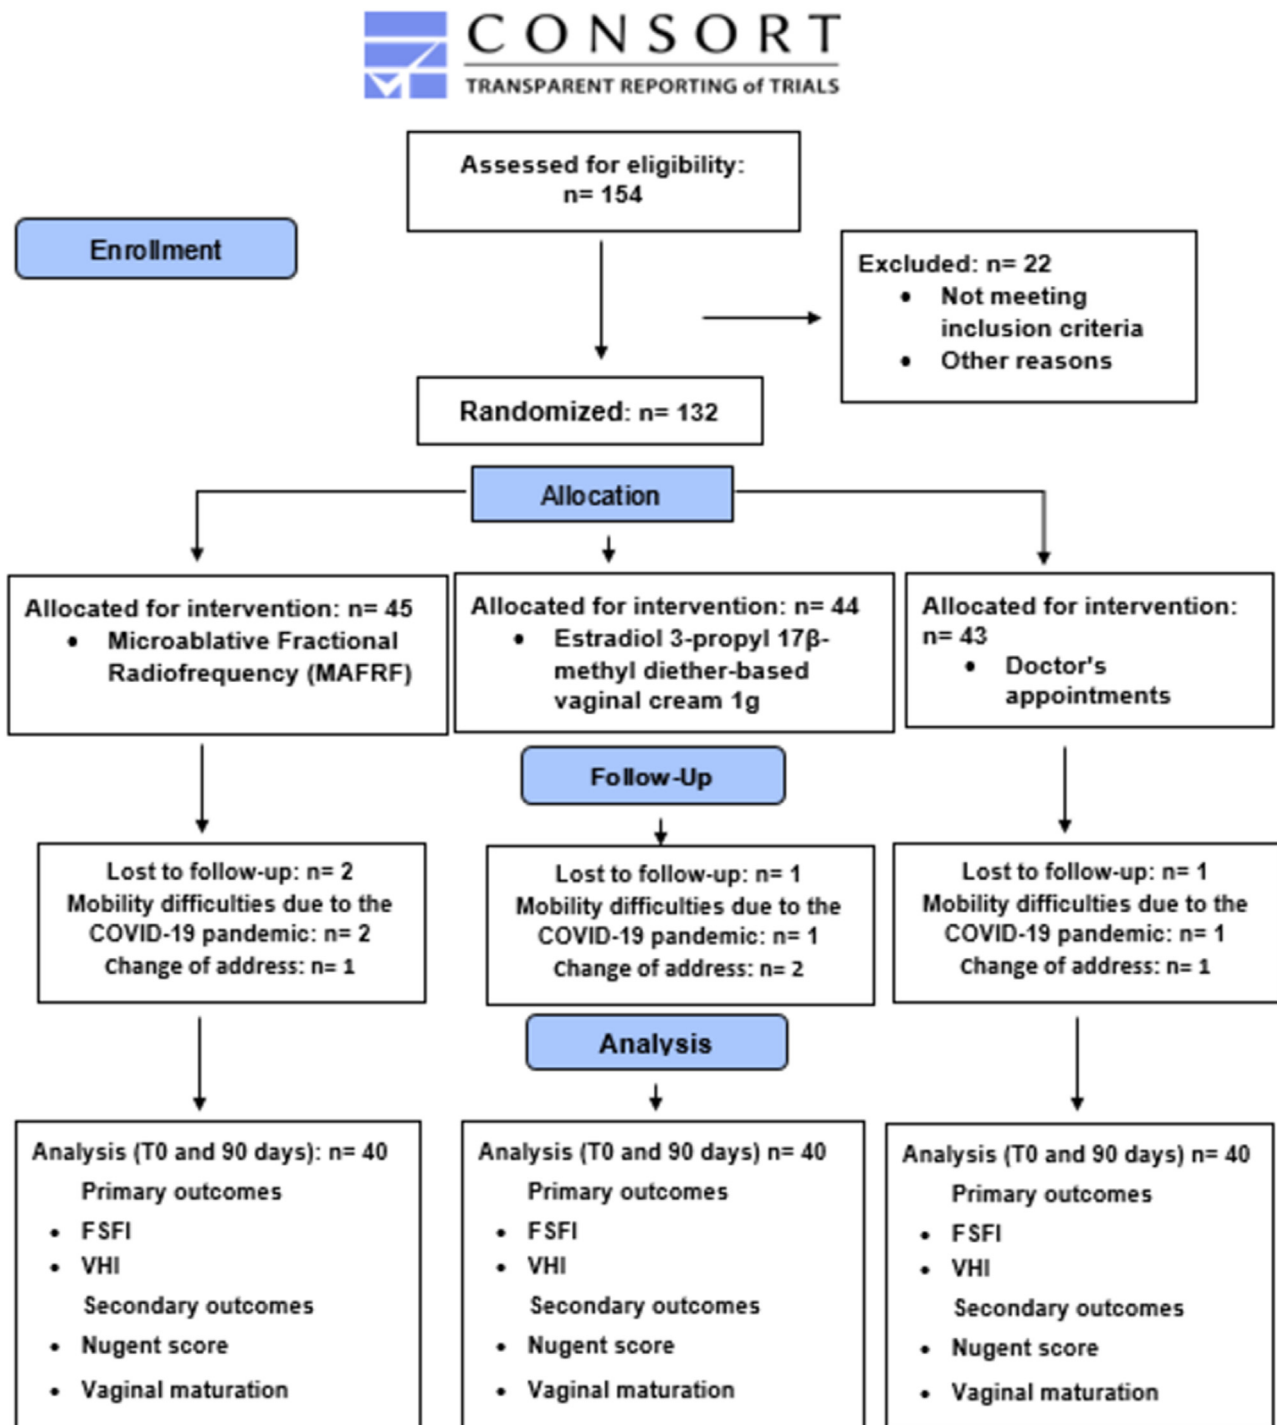 CONSORT
TRANSPARENT REPORTING of TRIALS
Assessed for eligibility:
n= 154
Enrollment
Excluded: n= 22
• Not meeting
inclusion criteria
• Other reasons
Randomized: n= 132
Allocation
Allocated for intervention: n= 45
• Microablative Fractional
Radiofrequency (MAFRF)
Allocated for intervention: n= 44
• Estradiol 3-propyl 17β-
methyl diether-based
vaginal cream 1g
Allocated for intervention:
n= 43
• Doctor's
appointments
Follow-Up
Lost to follow-up: n= 2
Mobility difficulties due to the
COVID-19 pandemic: n= 2
Change of address: n= 1
Lost to follow-up: n= 1
Mobility difficulties due to the
COVID-19 pandemic: n= 1
Change of address: n= 2
Lost to follow-up: n= 1
Mobility difficulties due to the
COVID-19 pandemic: n= 1
Change of address: n= 1
Analysis
Analysis (T0 and 90 days): n= 40
Primary outcomes
• FSFI
• VHI
Secondary outcomes
• Nugent score
• Vaginal maturation
Analysis (T0 and 90 days) n= 40
Primary outcomes
• FSFI
• VHI
Secondary outcomes
• Nugent score
• Vaginal maturation
Analysis (T0 and 90 days) n= 40
Primary outcomes
• FSFI
• VHI
Secondary outcomes
• Nugent score
• Vaginal maturation